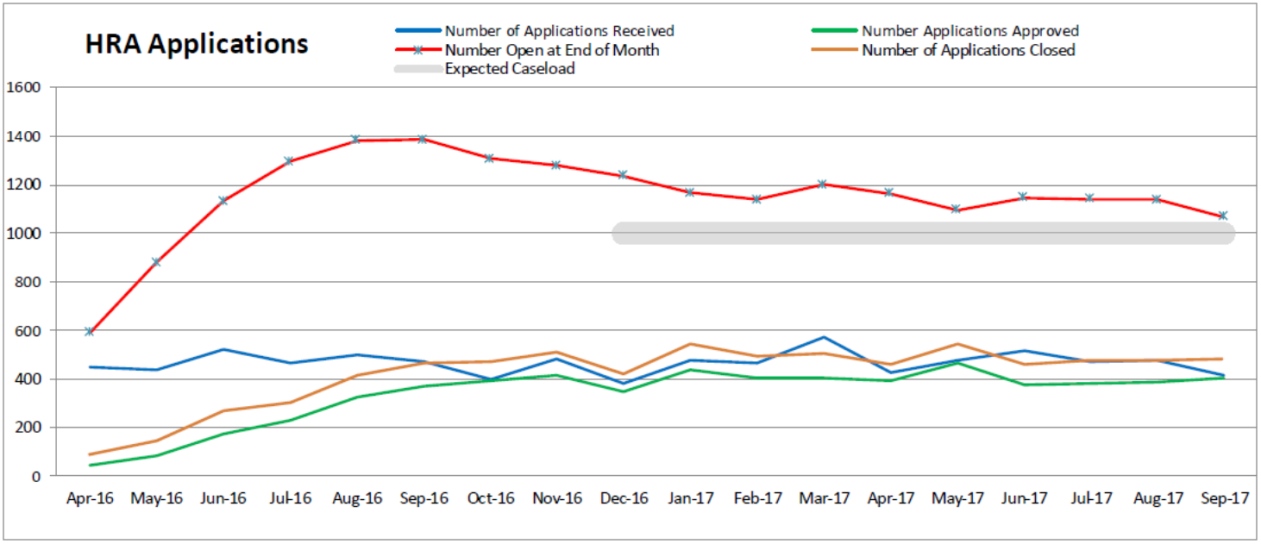 HRA Applications
Number of Applications Received
Number Applications Approved
Number Open at End of Month
Number of Applications Closed
Expected Caseload
1600
1400
1200
1000
800
600
400
200
0
Apr-16 May-16 Jun-16 Jul-16 Aug-16 Sep-16 Oct-16 Nov-16 Dec-16 Jan-17 Feb-17 Mar-17 Apr-17 May-17 Jun-17 Jul-17 Aug-17 Sep-17